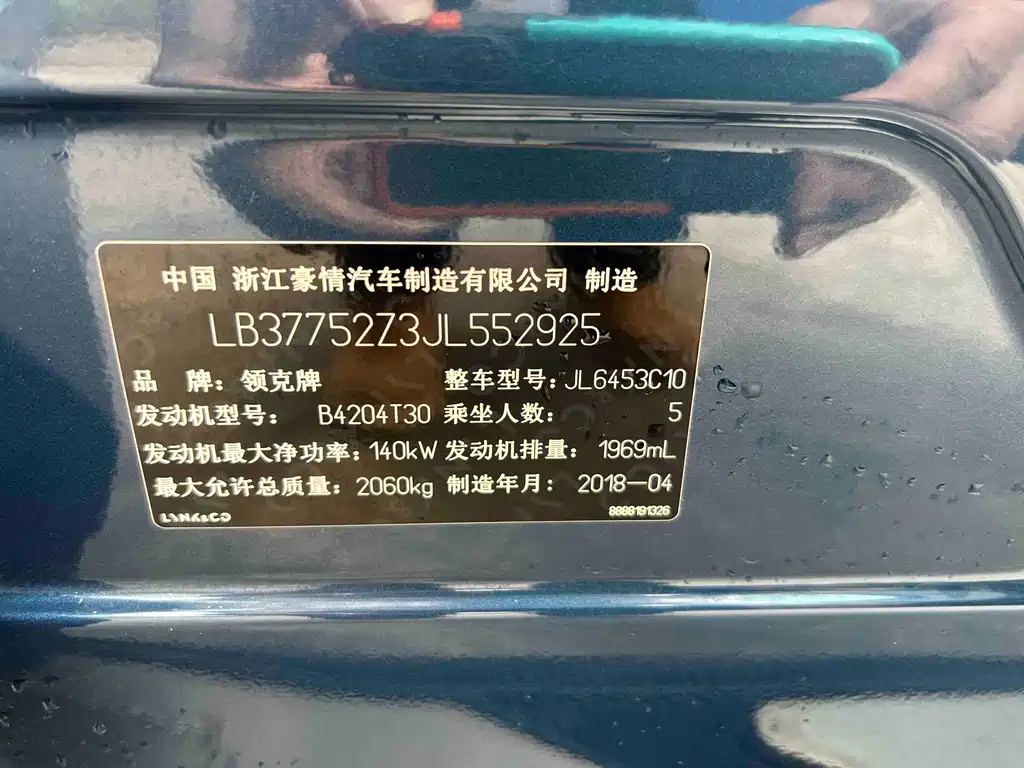 中国 浙江豪情汽车制造有限公司 制造
LB37752Z3JL552925
品 牌：领克牌 整车型号：JL6453C10
发动机型号： B4204T30 乘坐人数： 5
发动机最大净功率：140kW 发动机排量： 1969mL
最大允许总质量：2060kg 制造年月： 2018—04
LYNK&CO 8888191326